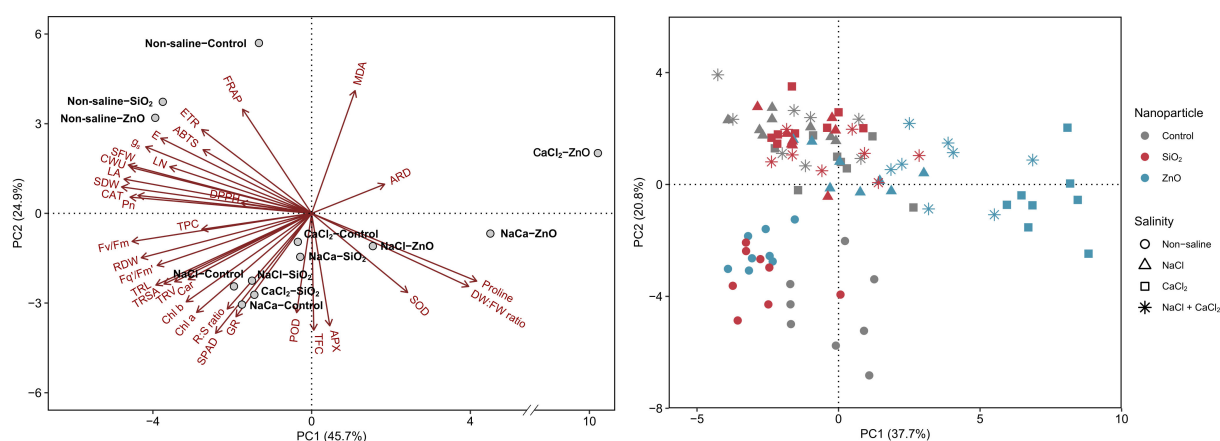 6
3
0
−3
−6
−4
0
4
10
PC2 (24.9%)
PC1 (45.7%)
Non−saline−Control
MDA
FRAP
Non−saline−SiO₂
Non−saline−ZnO
ETR
ABTS
E
gₛ
SFW
CWU
LN
LA
SDW
CAT
Pn
DPPH
CaCl₂−ZnO
ARD
TPC
CaCl₂−Control
NaCl−ZnO
NaCa−ZnO
Fv/Fm
NaCa−SiO₂
RDW
Fq'/Fm'
NaCl−Control
NaCl−SiO₂
TRL
TRSA
TRV
Car
CaCl₂−SiO₂
NaCa−Control
Chl b
Chl a
R:S ratio
GR
SPAD
POD
TFC
APX
SOD
Proline
DW:FW ratio
4
0
−4
−8
−5
0
5
10
PC2 (20.8%)
PC1 (37.7%)
Nanoparticle
Control
SiO₂
ZnO
Salinity
Non−saline
NaCl
CaCl₂
NaCl + CaCl₂